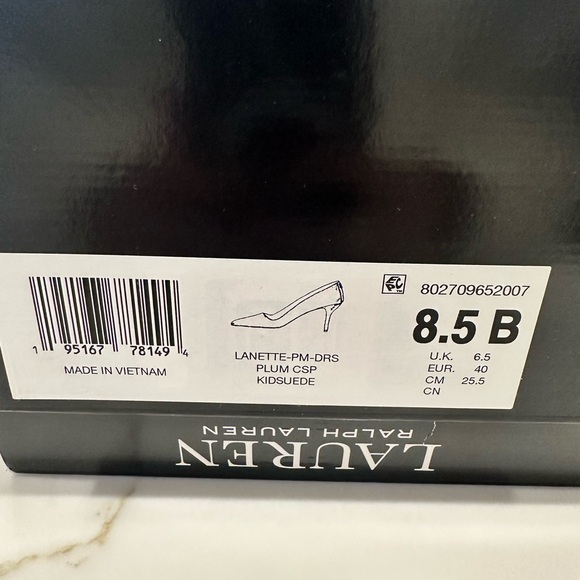 1 95167 78149 4
MADE IN VIETNAM
LANETTE-PM-DRS
PLUM CSP
KIDSUEDE
802709652007
8.5 B
U.K. 6.5
EUR. 40
CM 25.5
CN
LAUREN
RALPH LAUREN